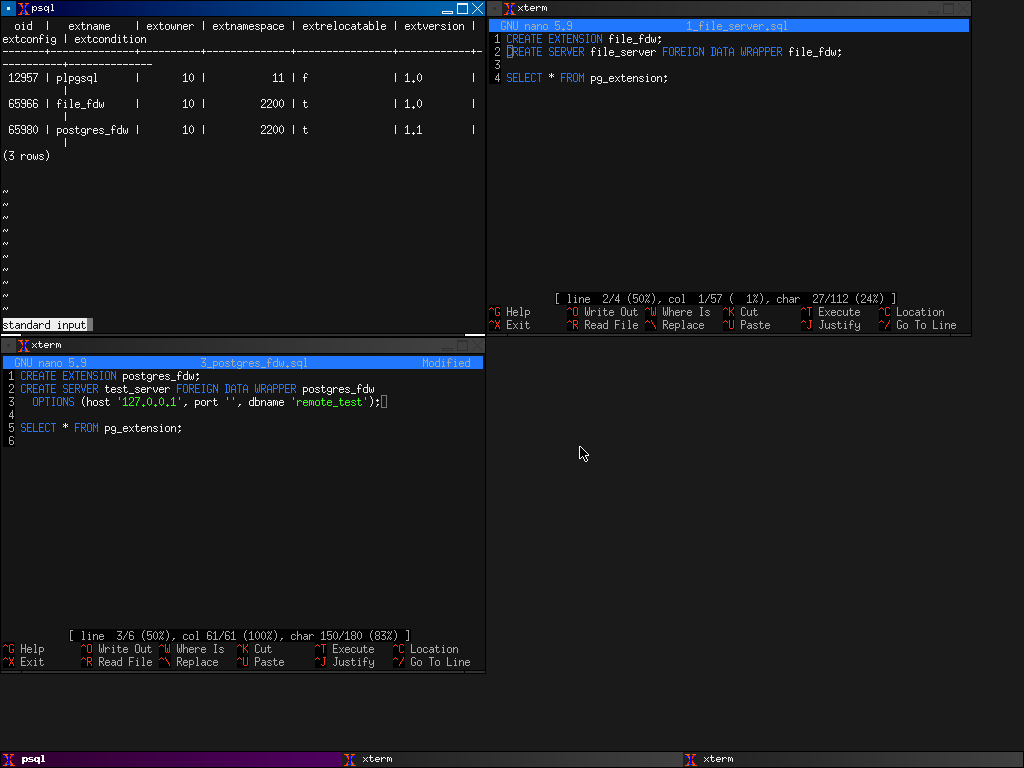 psql
oid | extname | extowner | extnamespace | extrelocatable | extversion |
extconfig | extcondition
-------+------------+----------+--------------+----------------+------------+-
-----------+--------------
12957 | plpgsql | 10 | 11 | f | 1.0 |
|
65966 | file_fdw | 10 | 2200 | t | 1.0 |
|
65980 | postgres_fdw | 10 | 2200 | t | 1.1 |
|
(3 rows)
~
~
~
~
~
~
~
~
~
~
standard input
xterm
GNU nano 5.9 1_file_server.sql
1 CREATE EXTENSION file_fdw;
2 CREATE SERVER file_server FOREIGN DATA WRAPPER file_fdw;
3
4 SELECT * FROM pg_extension;
[ line 2/4 (50%), col 1/57 ( 1%), char 27/112 (24%) ]
^G Help ^O Write Out ^W Where Is ^K Cut ^T Execute ^C Location
^X Exit ^R Read File ^\ Replace ^U Paste ^J Justify ^/ Go To Line
xterm
GNU nano 5.9 3_postgres_fdw.sql Modified
1 CREATE EXTENSION postgres_fdw;
2 CREATE SERVER test_server FOREIGN DATA WRAPPER postgres_fdw
3 OPTIONS (host '127.0.0.1', port '', dbname 'remote_test');
4
5 SELECT * FROM pg_extension;
6
[ line 3/6 (50%), col 61/61 (100%), char 150/180 (83%) ]
^G Help ^O Write Out ^W Where Is ^K Cut ^T Execute ^C Location
^X Exit ^R Read File ^\ Replace ^U Paste ^J Justify ^/ Go To Line
psql xterm xterm